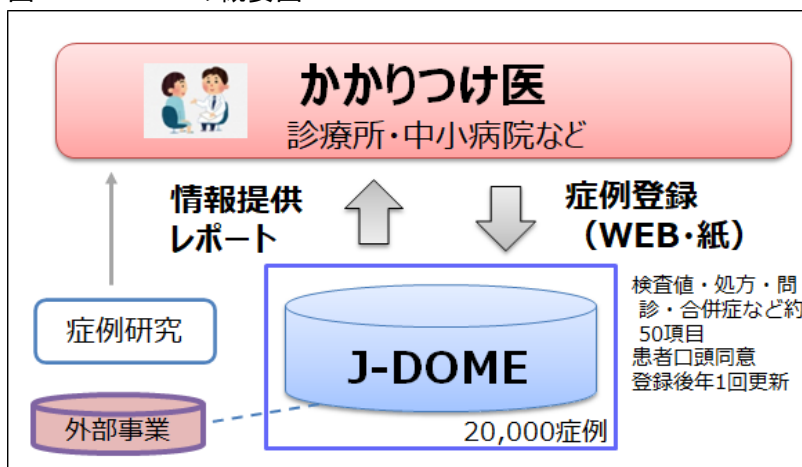 かかりつけ医
診療所・中小病院など
情報提供
レポート
症例登録
（WEB・紙）
検査値・処方・問
診・合併症など約
50項目
患者口頭同意
登録後年1回更新
症例研究
J-DOME
外部事業
20,000症例